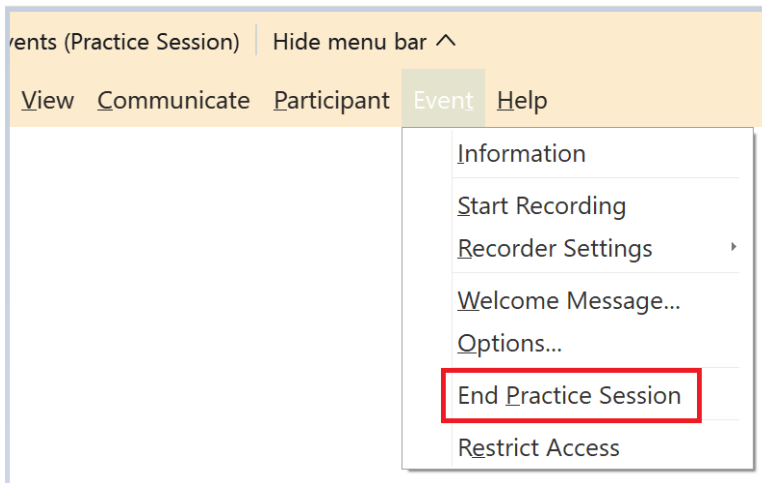 (Practice Session) Hide menu bar
View Communicate Participant Event Help
Information
Start Recording
Recorder Settings
Welcome Message...
Options...
End Practice Session
Restrict Access